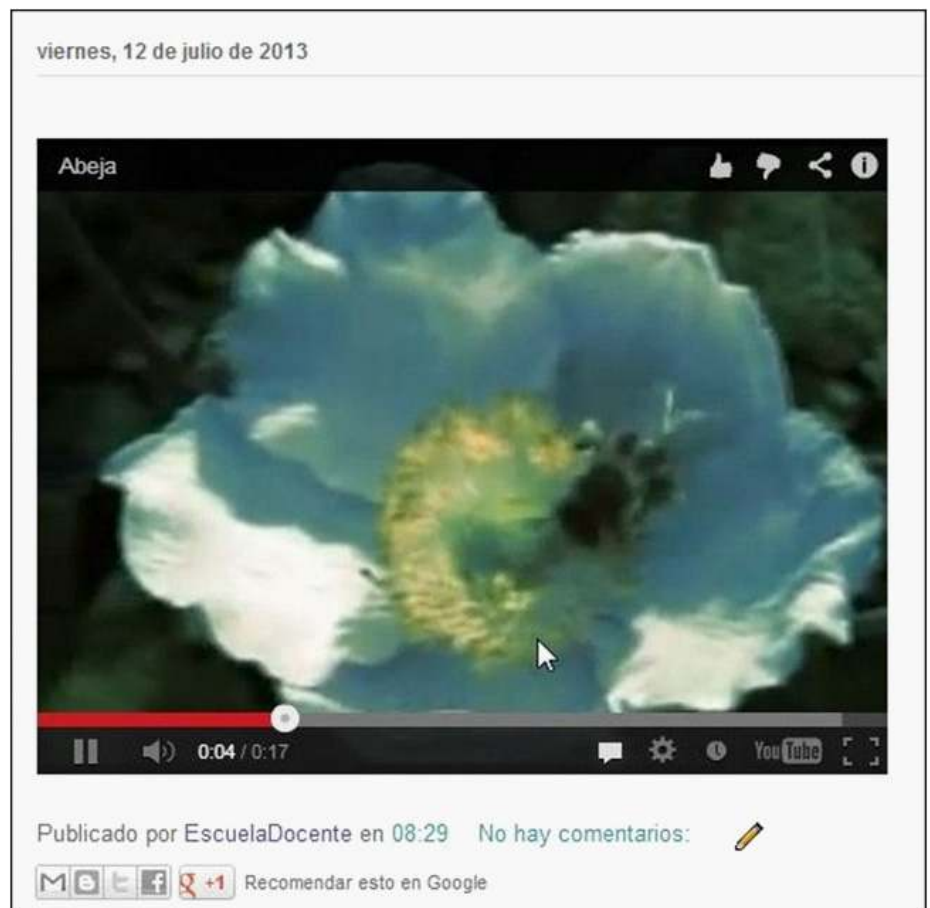 viernes, 12 de julio de 2013
Abeja
0:04 / 0:17
YouTube
Publicado por EscuelaDocente en 08:29 No hay comentarios:
g +1 Recomendar esto en Google